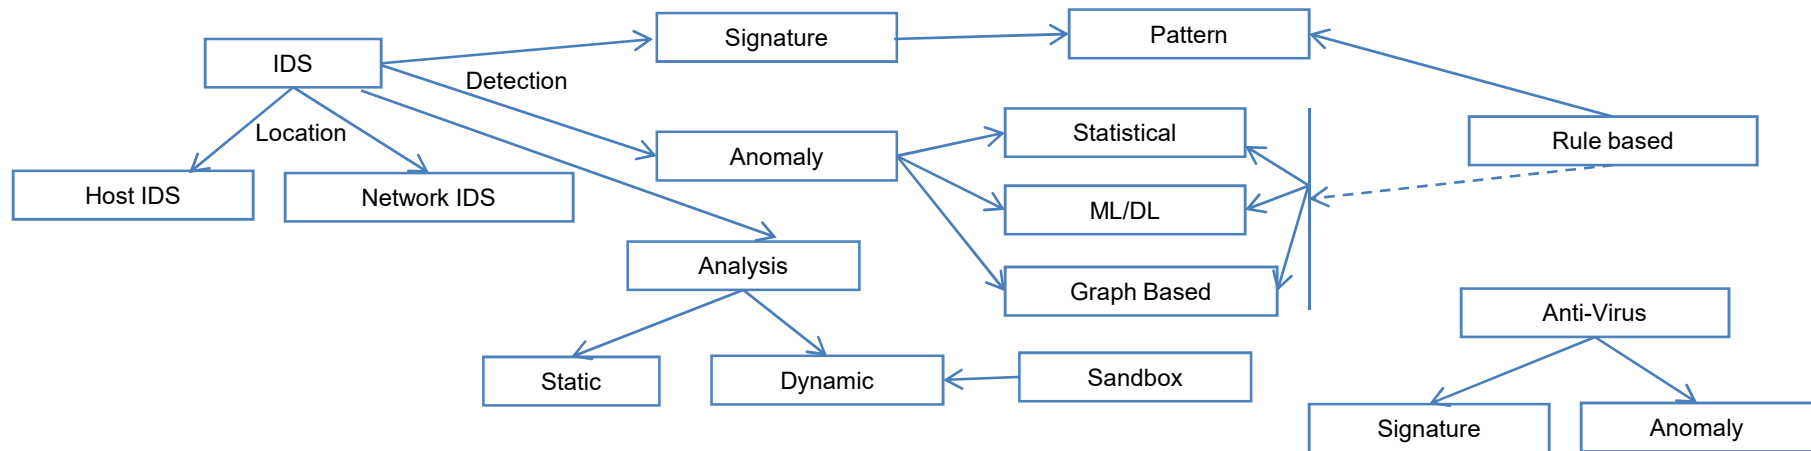 IDS
Signature
Pattern
Detection
Location
Host IDS
Network IDS
Anomaly
Statistical
ML/DL
Graph Based
Rule based
Analysis
Static
Dynamic
Sandbox
Anti-Virus
Signature
Anomaly